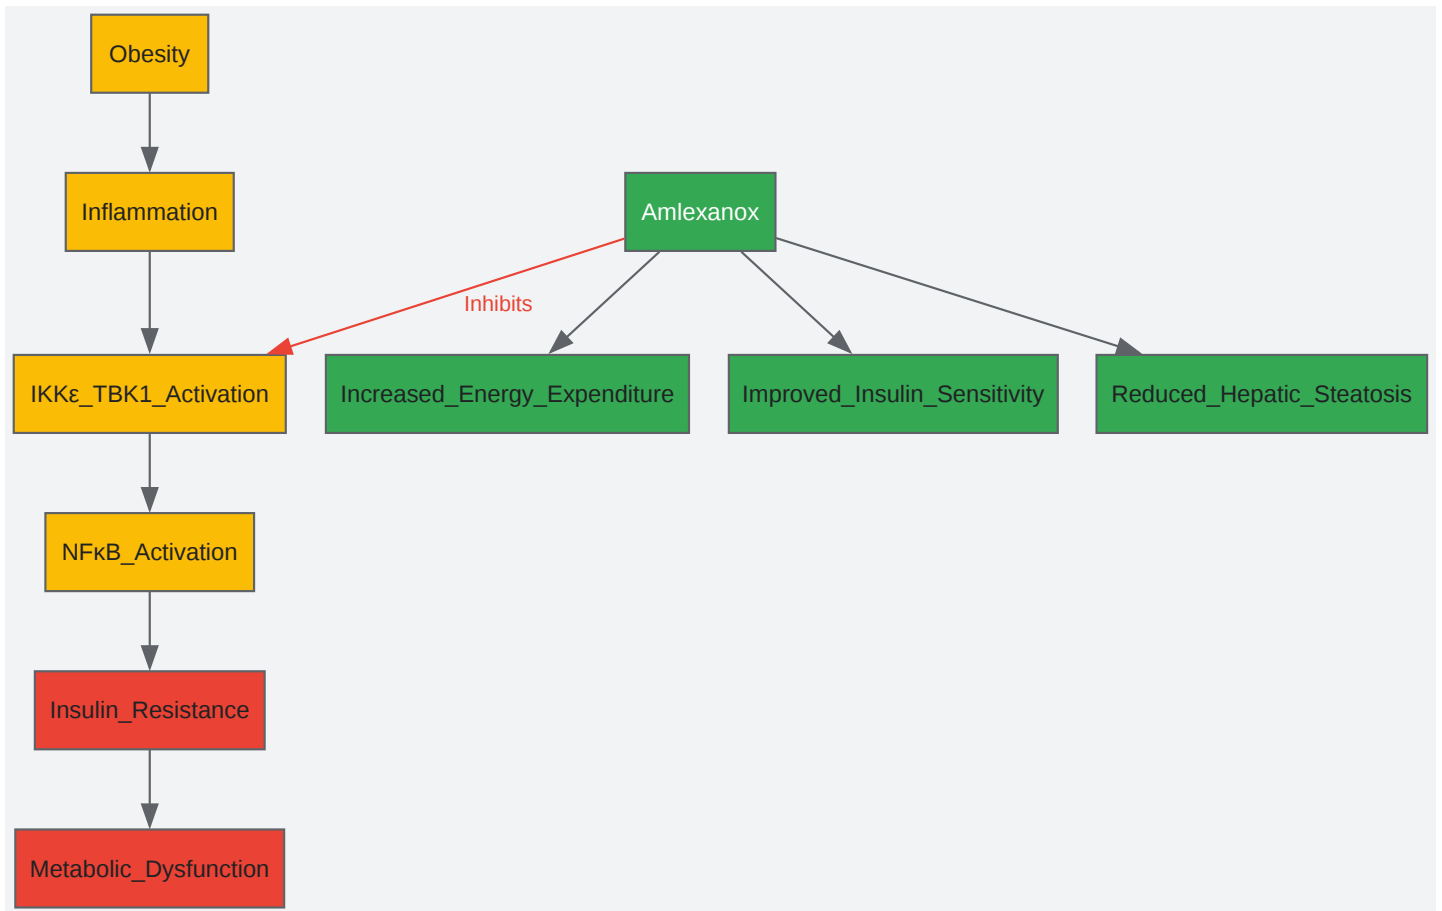 Obesity
Inflammation
Amlexanox
Inhibits
IKKε_TBK1_Activation
Increased_Energy_Expenditure
Improved_Insulin_Sensitivity
Reduced_Hepatic_Steatosis
NFκB_Activation
Insulin_Resistance
Metabolic_Dysfunction